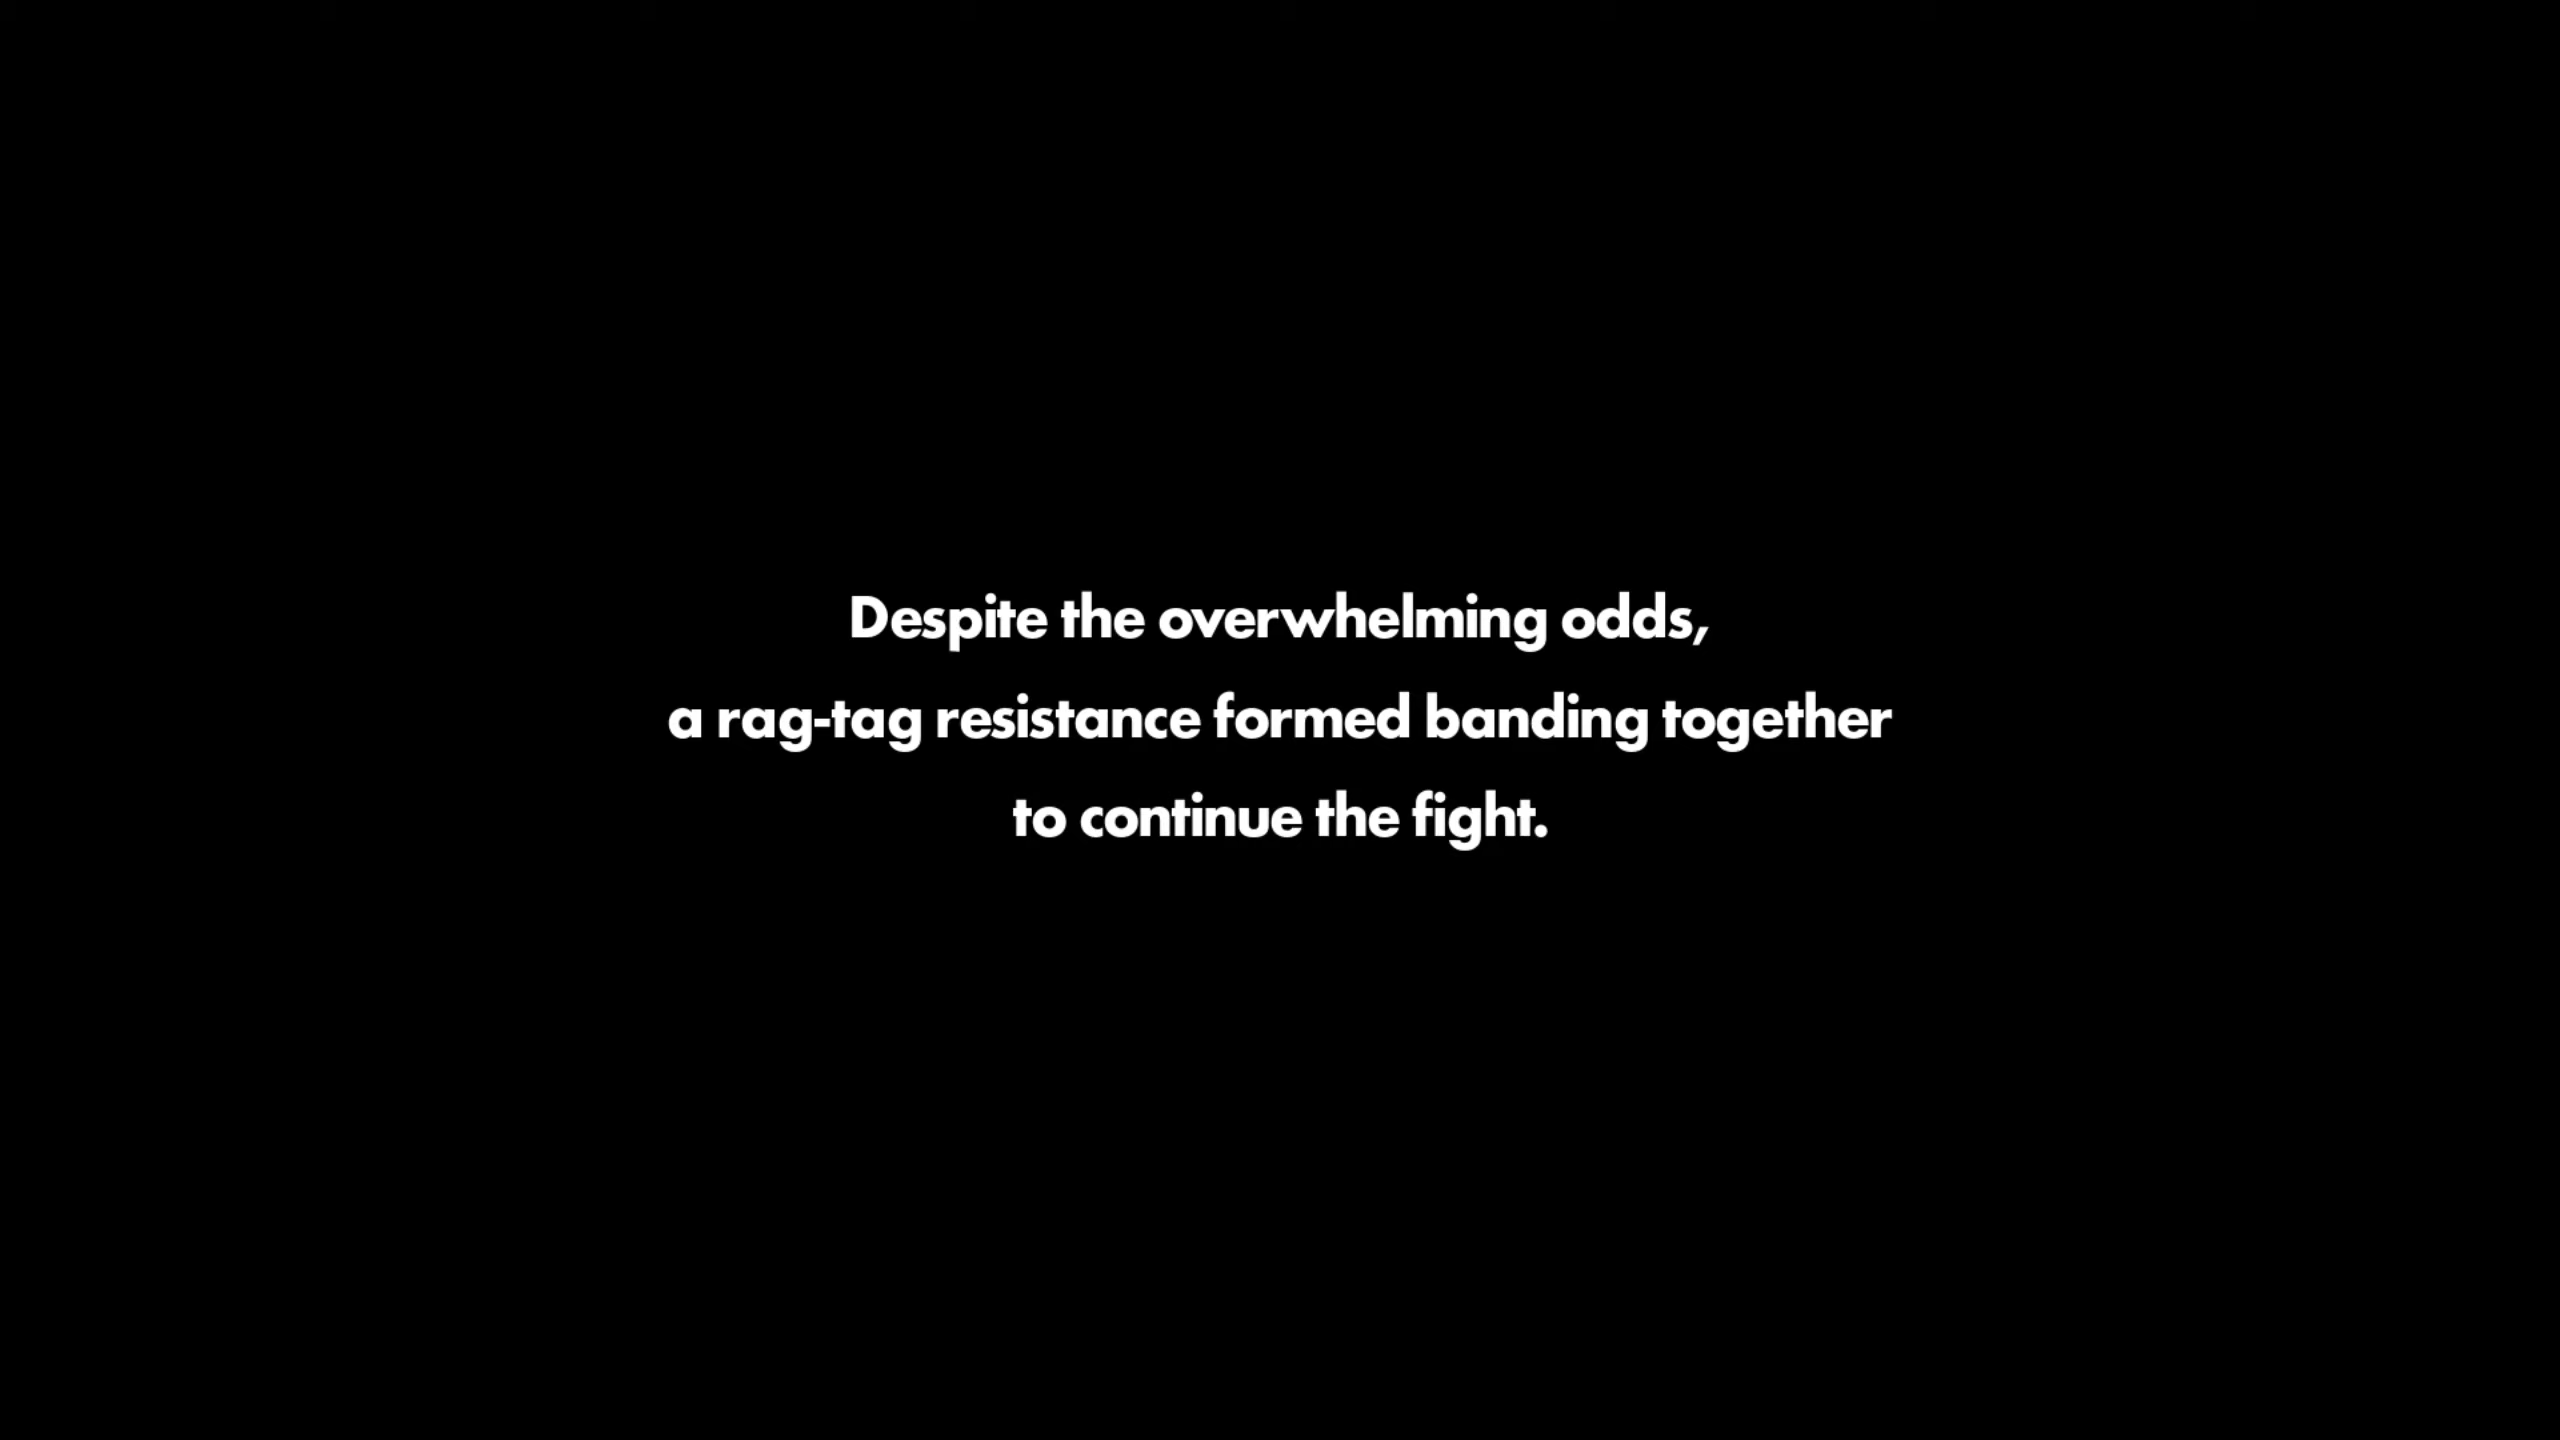 Despite the overwhelming odds,
a rag-tag resistance formed banding together
to continue the fight.